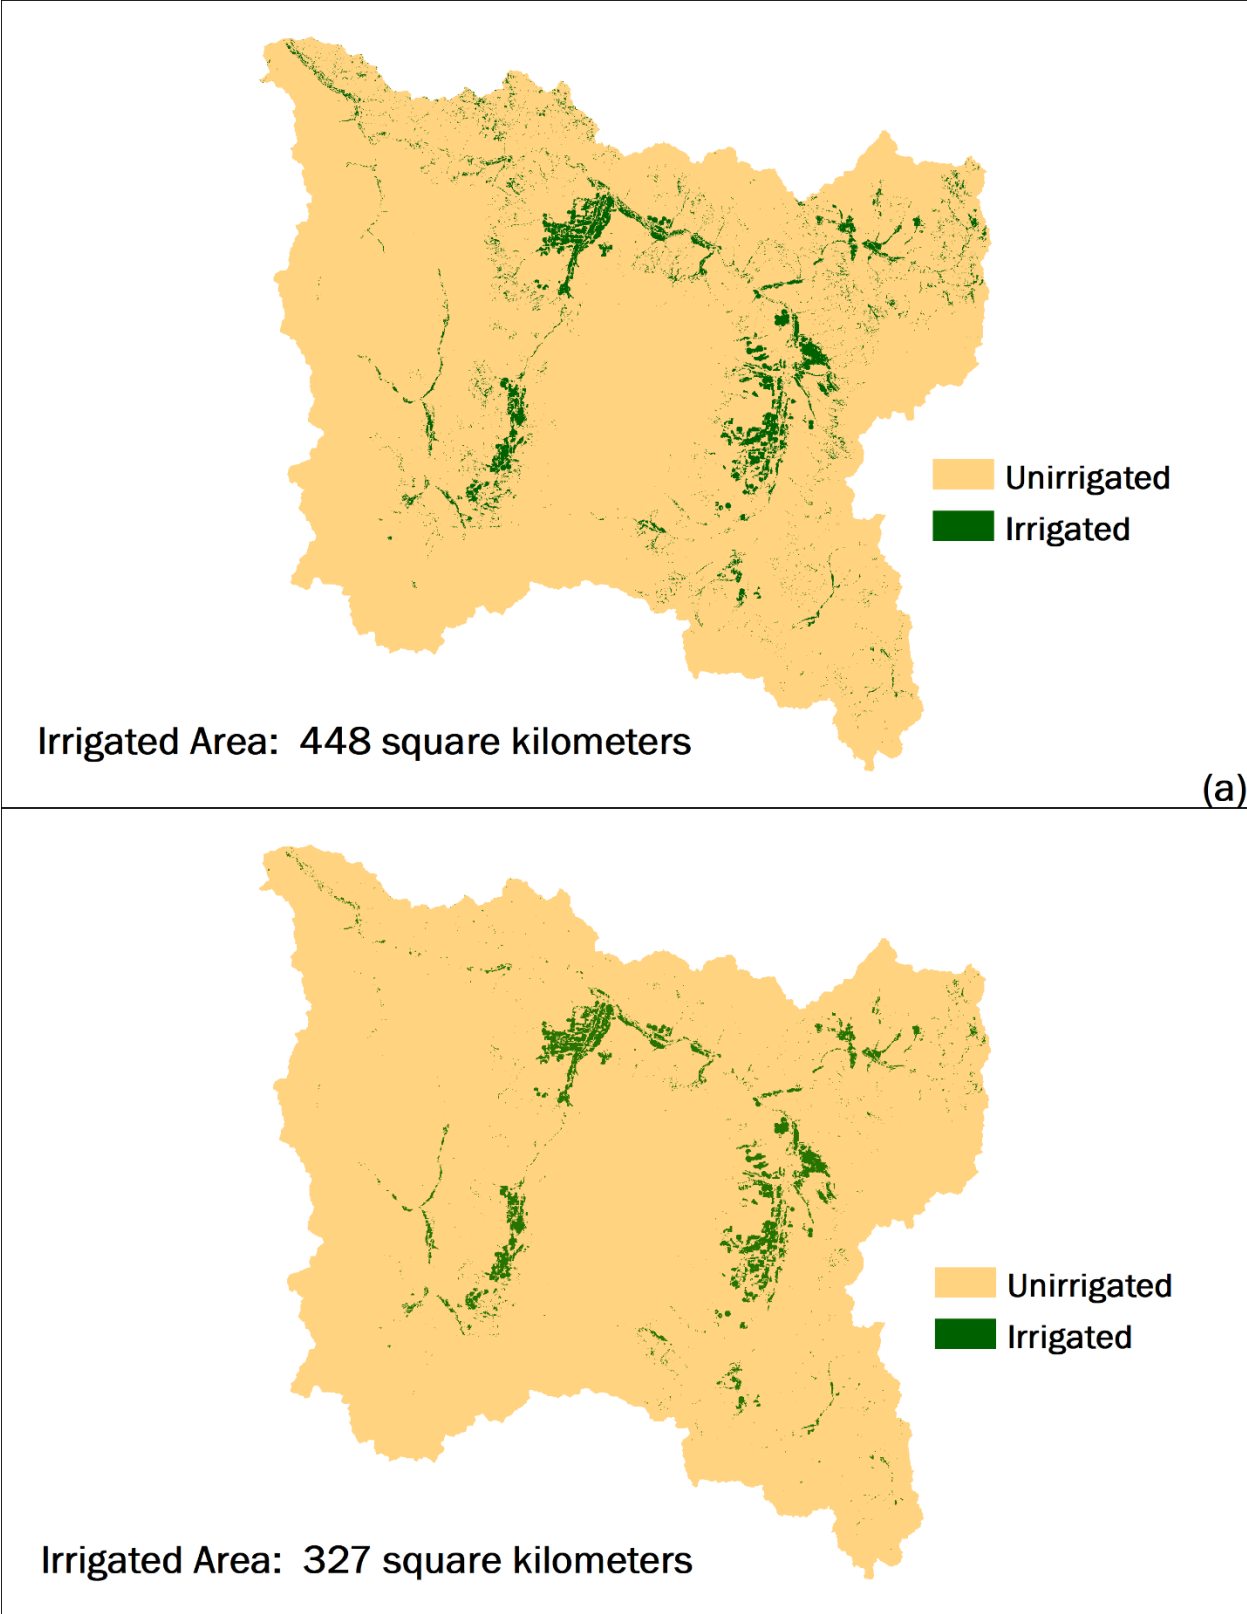 Unirrigated
Irrigated
Irrigated Area: 448 square kilometers
(a)
Unirrigated
Irrigated
Irrigated Area: 327 square kilometers